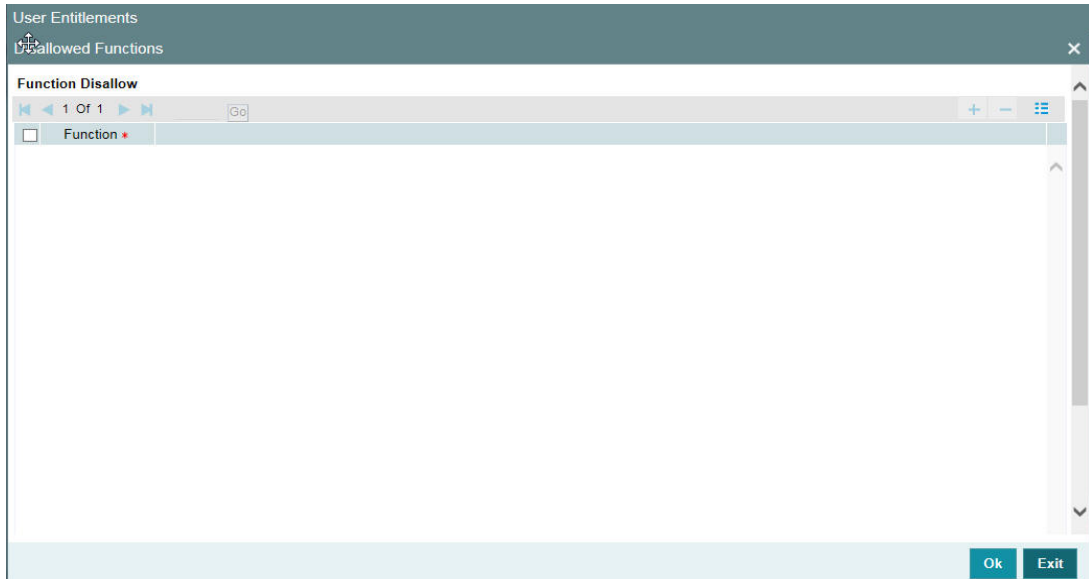 User Entitlements
Disallowed Functions
Function Disallow
1 Of 1 Go
Function *
Ok Exit